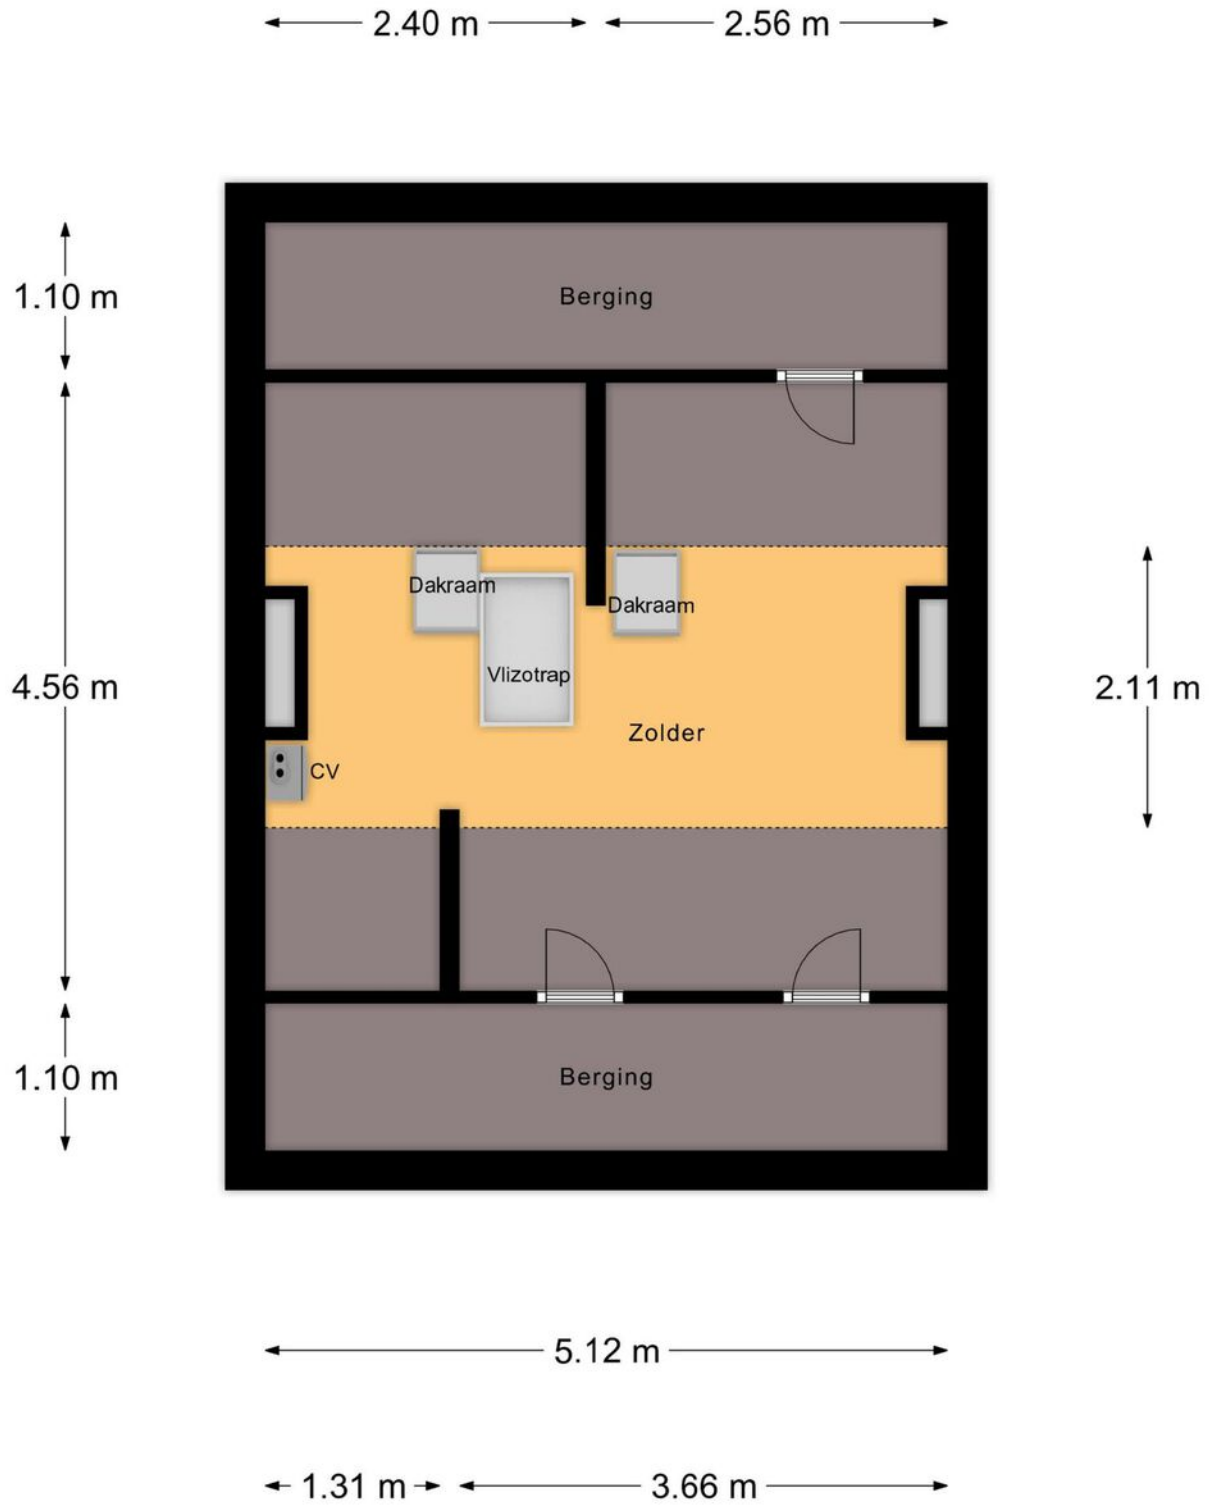 2.40 m
2.56 m
1.10 m
Berging
Dakraam
Dakraam
Vlizotrap
4.56 m
2.11 m
Zolder
CV
1.10 m
Berging
5.12 m
1.31 m
3.66 m